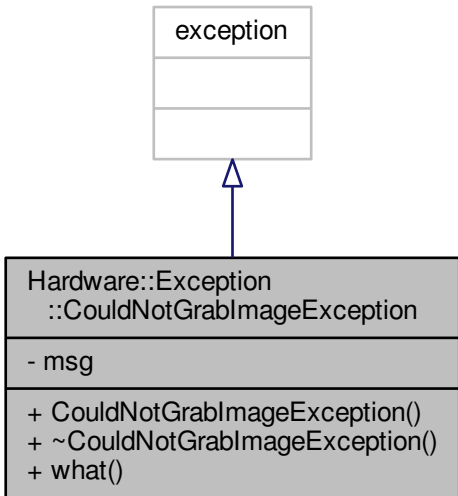 exception
Hardware::Exception
::CouldNotGrabImageException
- msg
+ CouldNotGrabImageException()
+ ~CouldNotGrabImageException()
+ what()